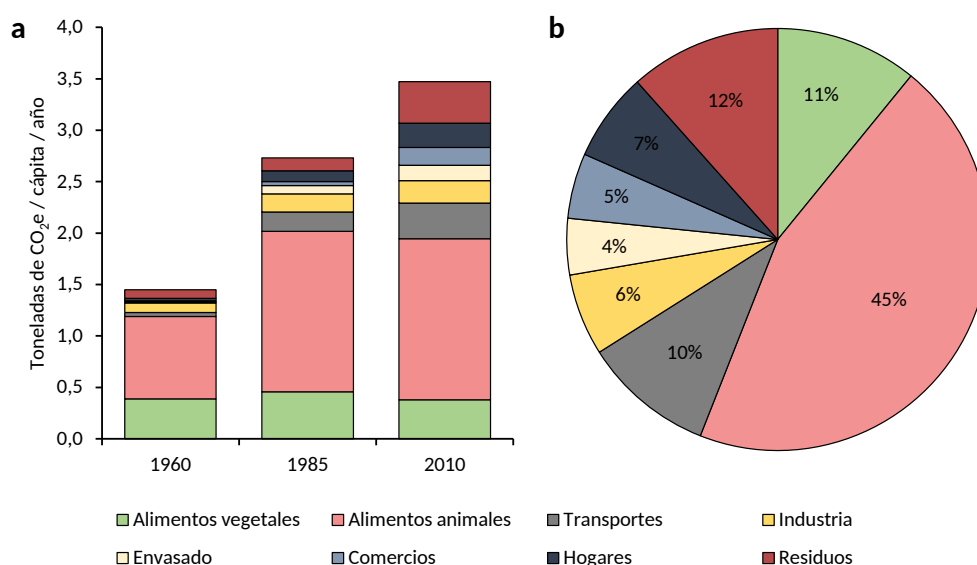 a
4,0
3,5
3,0
2,5
2,0
1,5
1,0
0,5
0,0
Toneladas de CO2e / cápita / año
1960 1985 2010
b
11%
45%
10%
6%
4%
5%
7%
12%
Alimentos vegetales Alimentos animales Transportes Industria
Envasado Comercios Hogares Residuos